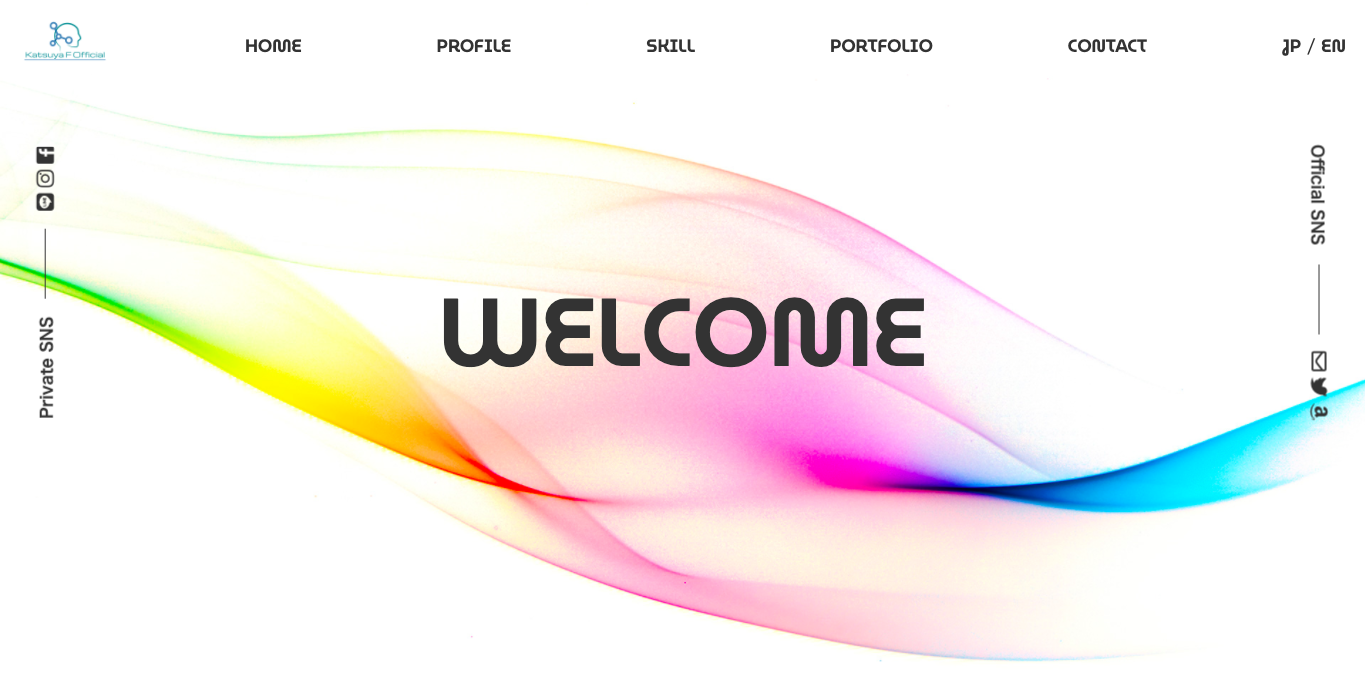 Katsuya F Official
HOME
PROFILE
SKILL
PORTFOLIO
CONTACT
JP / EN
Private SNS
Official SNS
WELCOME